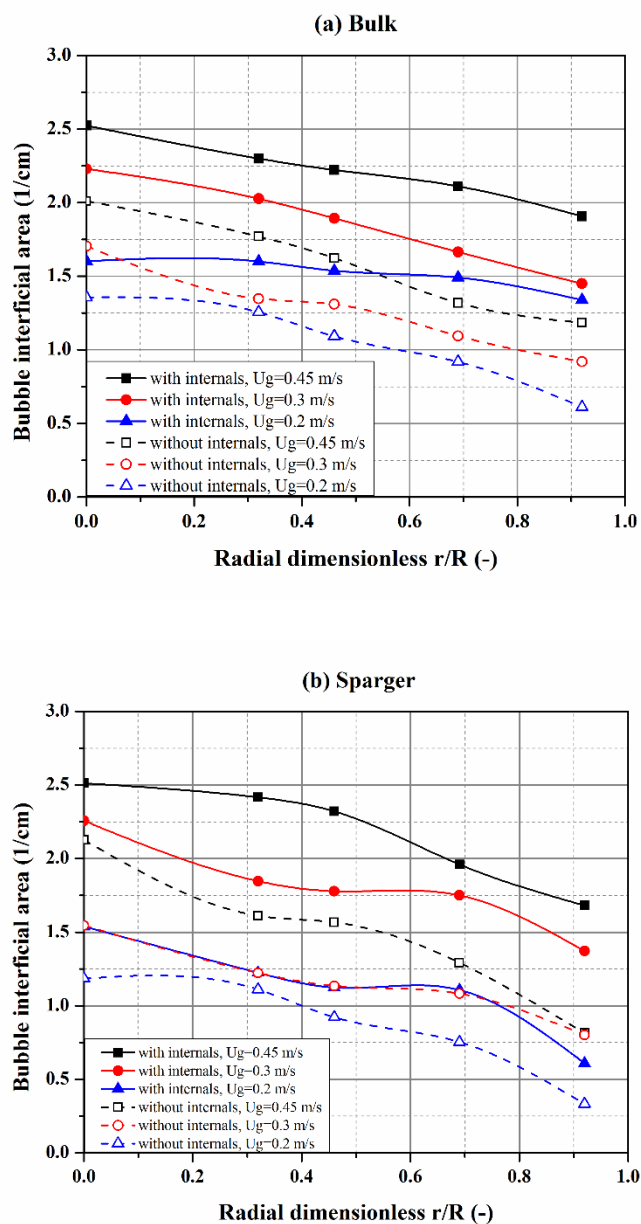 (a) Bulk
3.0
2.5
2.0
1.5
1.0
0.5
0.0
Bubble interficial area (1/cm)
with internals, Ug=0.45 m/s
with internals, Ug=0.3 m/s
with internals, Ug=0.2 m/s
without internals, Ug=0.45 m/s
without internals, Ug=0.3 m/s
without internals, Ug=0.2 m/s
0.0 0.2 0.4 0.6 0.8 1.0
Radial dimensionless r/R (-)
(b) Sparger
3.0
2.5
2.0
1.5
1.0
0.5
0.0
Bubble interficial area (1/cm)
with internals, Ug=0.45 m/s
with internals, Ug=0.3 m/s
with internals, Ug=0.2 m/s
without internals, Ug=0.45 m/s
without internals, Ug=0.3 m/s
without internals, Ug=0.2 m/s
0.0 0.2 0.4 0.6 0.8 1.0
Radial dimensionless r/R (-)